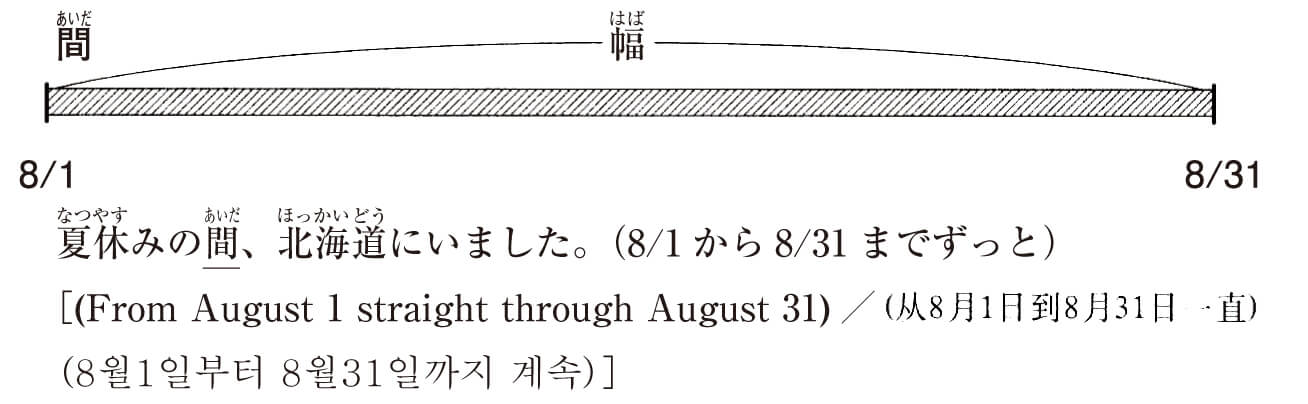 あいだ
間
はば
幅
8/1
8/31
なつやす あいだ ほっかいどう
夏休みの間、北海道にいました。（8/1 から 8/31 までずっと）
[(From August 1 straight through August 31) ／ (从8月1日到8月31日一直)
(8월1일부터 8월31일까지 계속)]